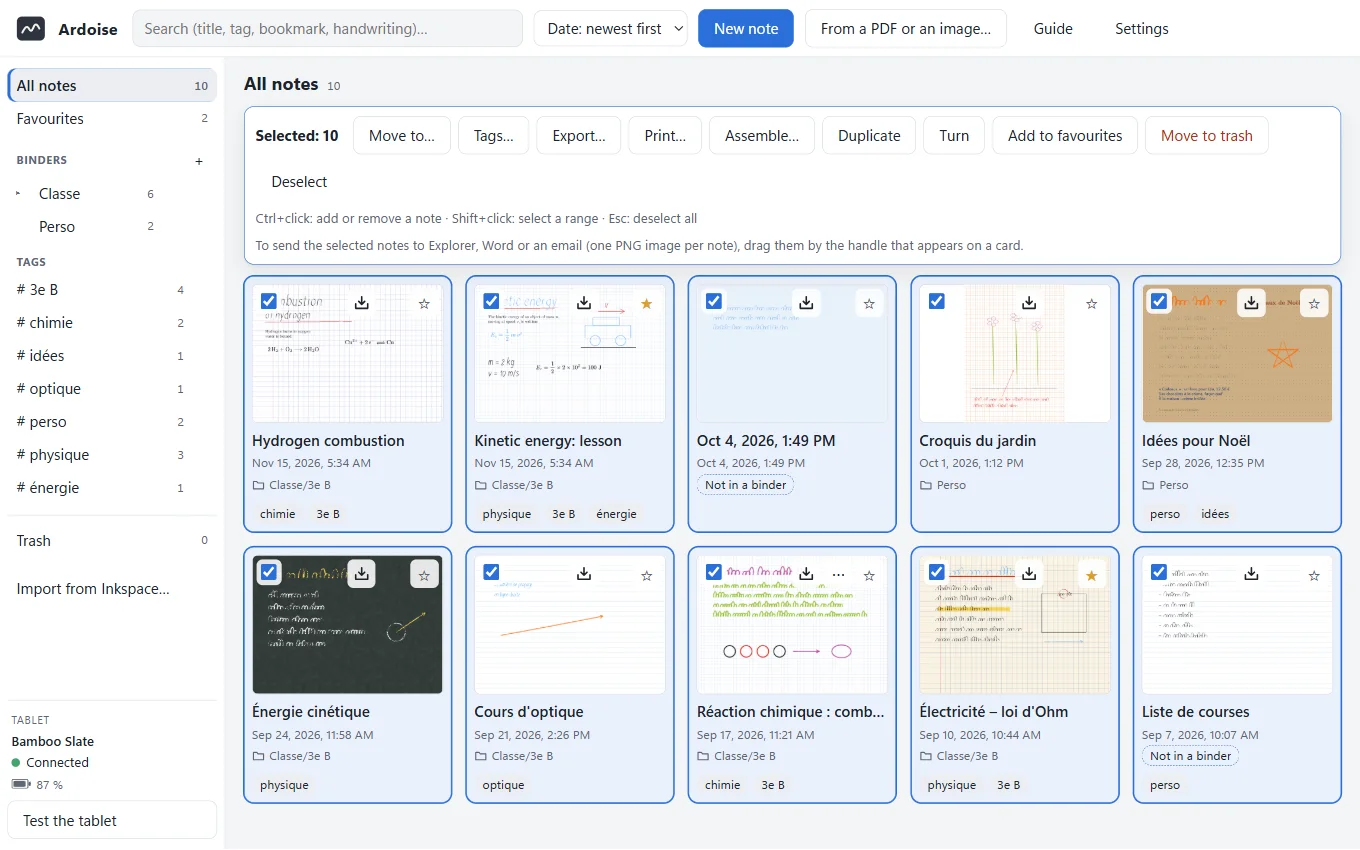 Ardoise
Search (title, tag, bookmark, handwriting)...
Date: newest first
New note
From a PDF or an image...
Guide
Settings
All notes 10
Favourites 2
BINDERS +
Classe 6
Perso 2
TAGS
# 3e B 4
# chimie 2
# idées 1
# optique 1
# perso 2
# physique 3
# énergie 1
Trash 0
Import from Inkspace...
TABLET
Bamboo Slate
Connected
87 %
Test the tablet
All notes 10
Selected: 10
Move to...
Tags...
Export...
Print...
Assemble...
Duplicate
Turn
Add to favourites
Move to trash
Deselect
Ctrl+click: add or remove a note · Shift+click: select a range · Esc: deselect all
To send the selected notes to Explorer, Word or an email (one PNG image per note), drag them by the handle that appears on a card.
of hydrogen
Hydrogen combustion
Nov 15, 2026, 5:34 AM
Classe/3e B
chimie 3e B
energy
m = 2 kg
v = 10 m/s
Kinetic energy: lesson
Nov 15, 2026, 5:34 AM
Classe/3e B
physique 3e B énergie
Oct 4, 2026, 1:49 PM
Oct 4, 2026, 1:49 PM
Not in a binder
Croquis du jardin
Oct 1, 2026, 1:12 PM
Perso
de Noël
Idées pour Noël
Sep 28, 2026, 12:35 PM
Perso
perso idées
Énergie cinétique
Sep 24, 2026, 11:58 AM
Classe/3e B
physique
Cours d'optique
Sep 21, 2026, 2:26 PM
Classe/3e B
optique
Réaction chimique : comb...
Sep 17, 2026, 11:21 AM
Classe/3e B
chimie 3e B
Électricité – loi d'Ohm
Sep 10, 2026, 10:44 AM
Classe/3e B
physique 3e B
Liste de courses
Sep 7, 2026, 10:07 AM
Not in a binder
perso